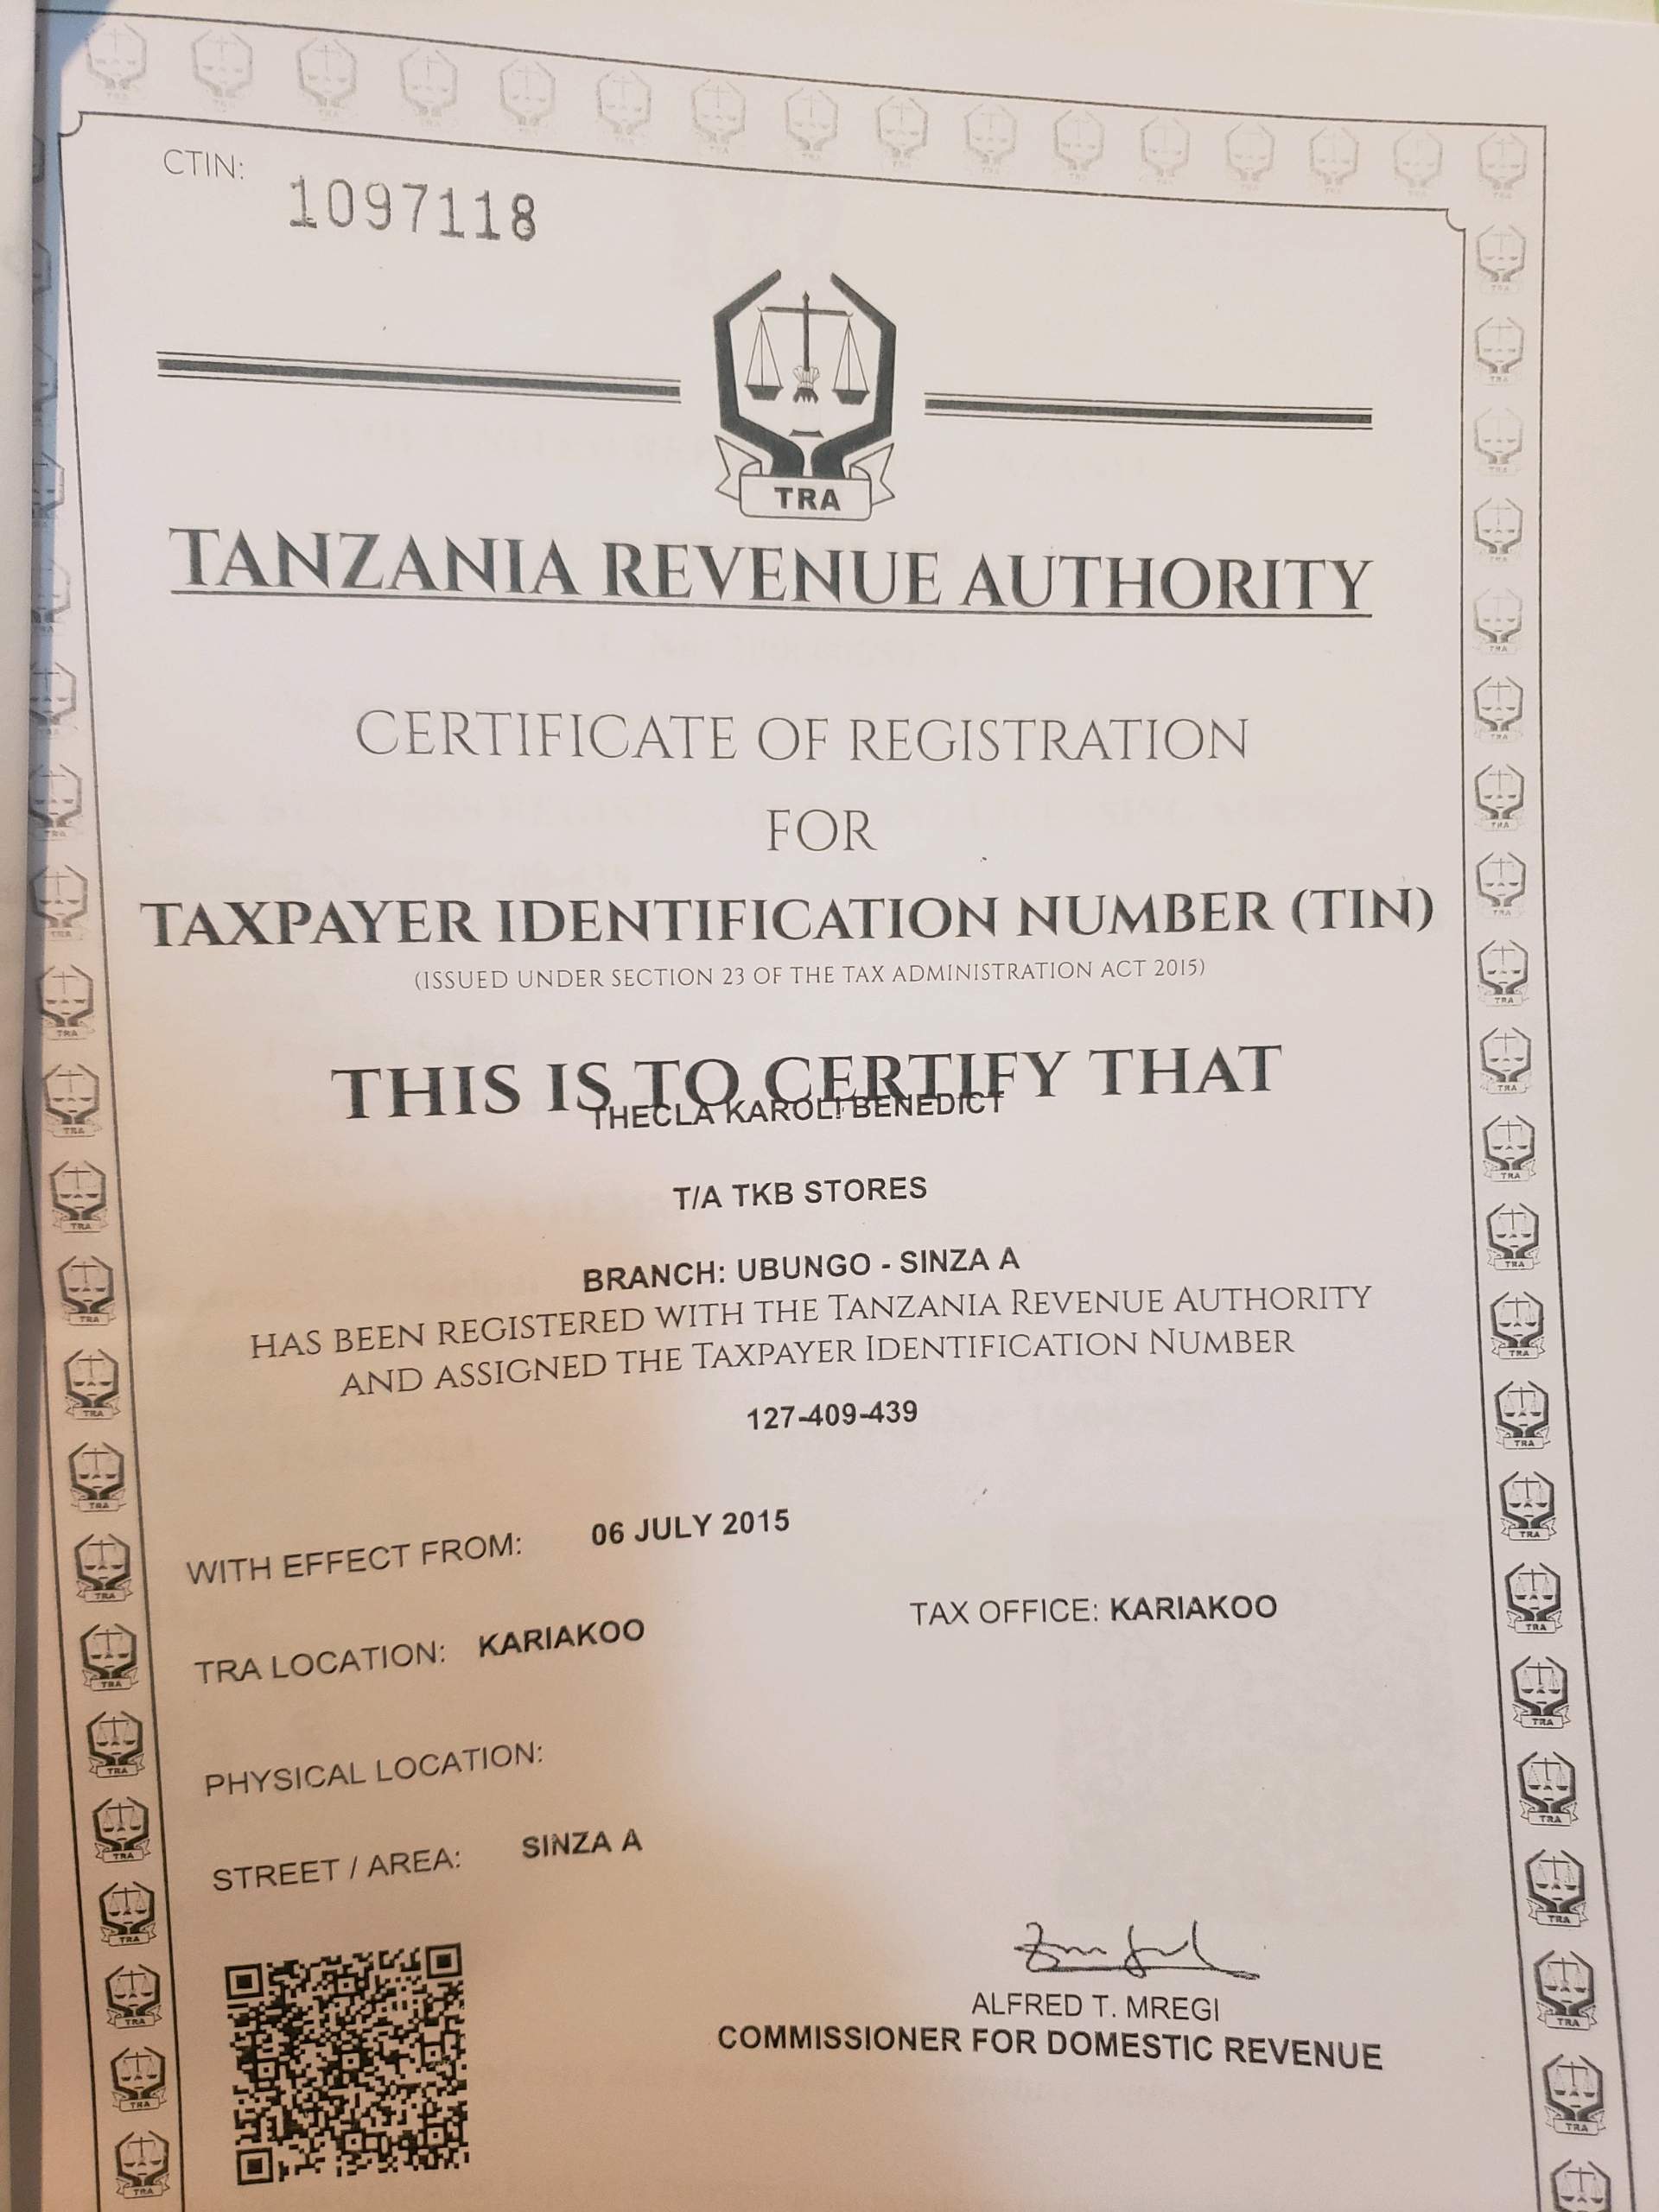 CTIN:
1097118
TRA
TANZANIA REVENUE AUTHORITY
CERTIFICATE OF REGISTRATION
FOR
TAXPAYER IDENTIFICATION NUMBER (TIN)
(ISSUED UNDER SECTION 23 OF THE TAX ADMINISTRATION ACT 2015)
THIS IS TO CERTIFY THAT
THECLA KAROLI BENEDICT
T/A TKB STORES
BRANCH: UBUNGO - SINZA A
HAS BEEN REGISTERED WITH THE TANZANIA REVENUE AUTHORITY
AND ASSIGNED THE TAXPAYER IDENTIFICATION NUMBER
127-409-439
WITH EFFECT FROM: 06 JULY 2015
TRA LOCATION: KARIAKOO TAX OFFICE: KARIAKOO
PHYSICAL LOCATION:
STREET / AREA: SINZA A
ALFRED T. MREGI
COMMISSIONER FOR DOMESTIC REVENUE